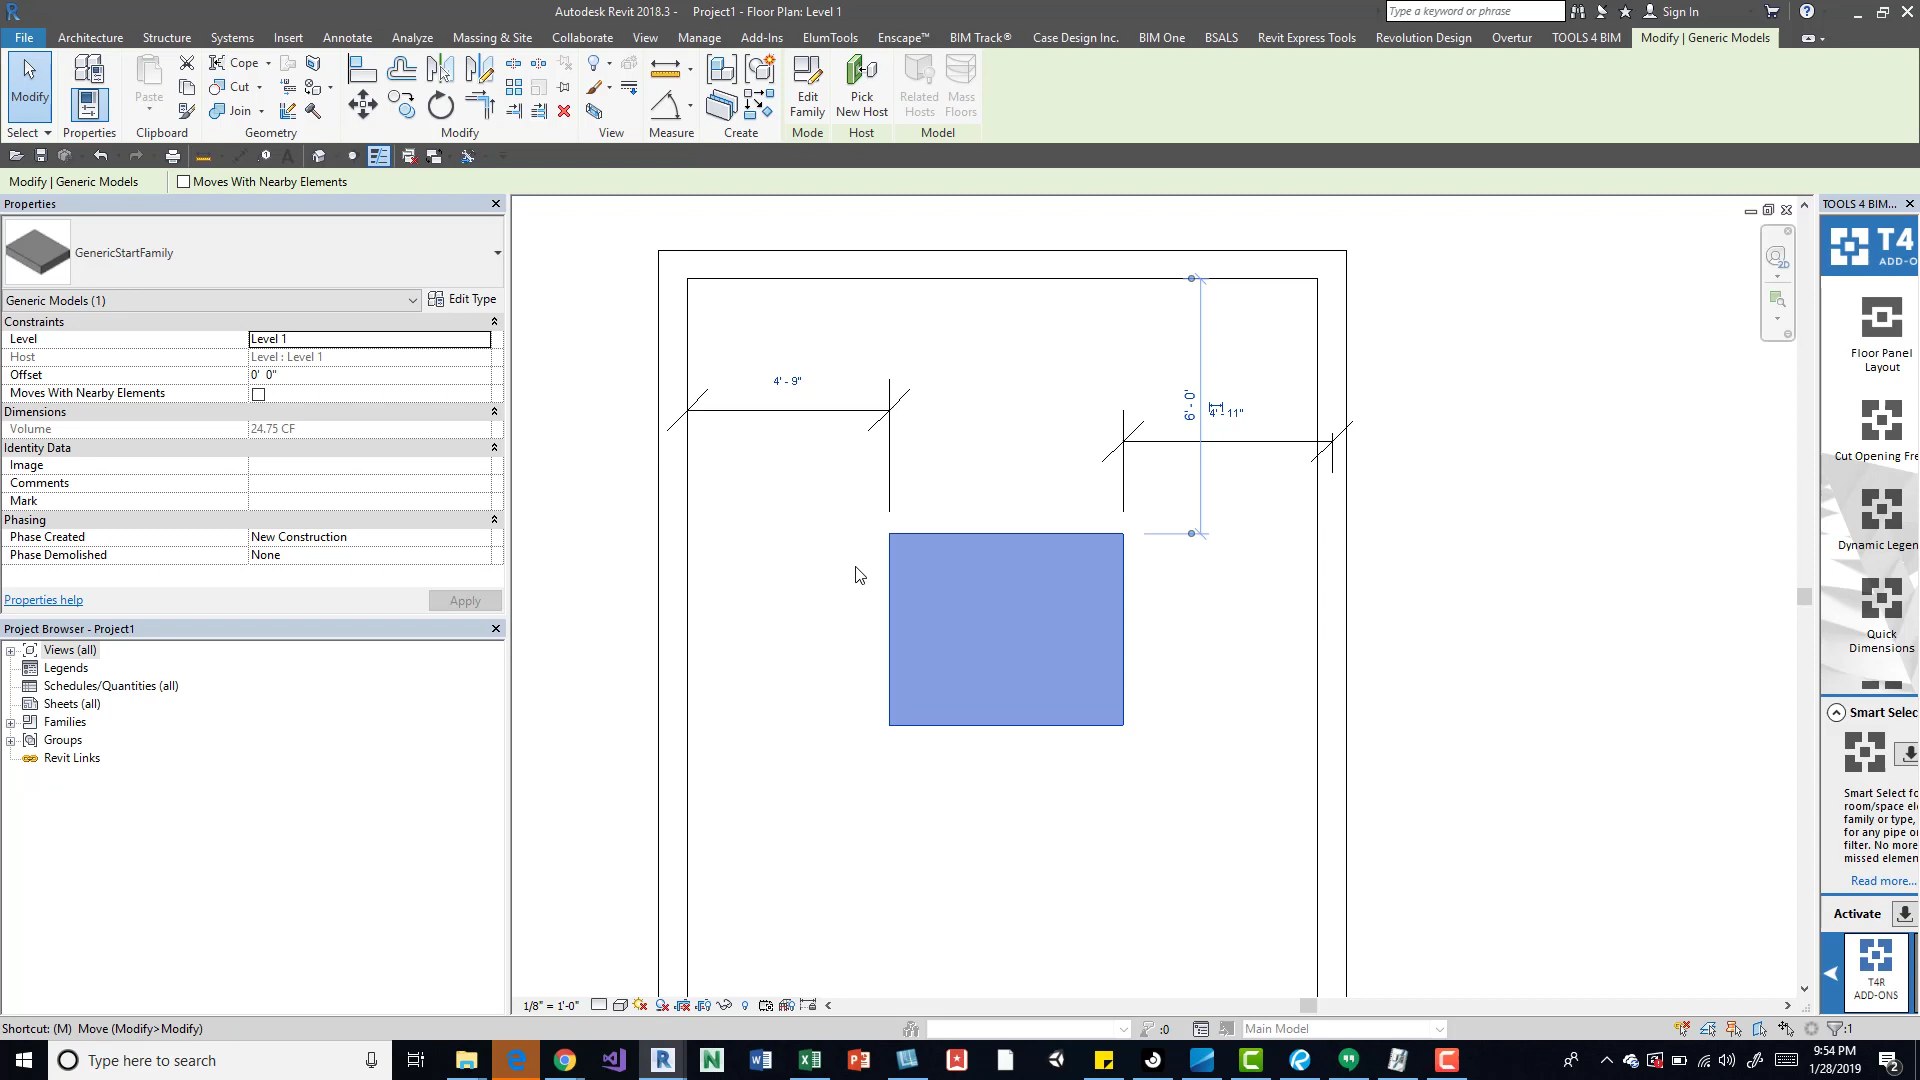 Autodesk Revit 2018.3 - Project1 - Floor Plan: Level 1
Type a keyword or phrase
Sign In
File Architecture Structure Systems Insert Annotate Analyze Massing & Site Collaborate View Manage Add-Ins ElumTools Enscape™ BIM Track® Case Design Inc. BIM One BSALS Revit Express Tools Revolution Design Overtur TOOLS 4 BIM Modify | Generic Models
Modify
Paste
Cope
Cut
Join
Edit
Family
Pick
New Host
Related
Hosts
Mass
Floors
Select Properties Clipboard Geometry Modify View Measure Create Mode Host Model
Modify | Generic Models
Moves With Nearby Elements
Properties
GenericStartFamily
Generic Models (1)
Edit Type
Constraints
Level Level 1
Host Level : Level 1
Offset 0' 0"
Moves With Nearby Elements
Dimensions
Volume 24.75 CF
Identity Data
Image
Comments
Mark
Phasing
Phase Created New Construction
Phase Demolished None
Properties help
Apply
Project Browser - Project1
Views (all)
Legends
Schedules/Quantities (all)
Sheets (all)
Families
Groups
Revit Links
4' - 9"
6' - 0"
4' - 11"
2D
TOOLS 4 BIM...
T4
ADD-O
Floor Panel
Layout
Cut Opening Fre
Dynamic Legen
Quick
Dimensions
Smart Selec
Smart Select fo
room/space el
family or type,
for any pipe o
filter. No more
missed elemen
Read more...
Activate
T4R
ADD-ONS
1/8" = 1'-0"
Shortcut: (M) Move (Modify>Modify)
:0
Main Model
:1
Type here to search
9:54 PM
1/28/2019
2